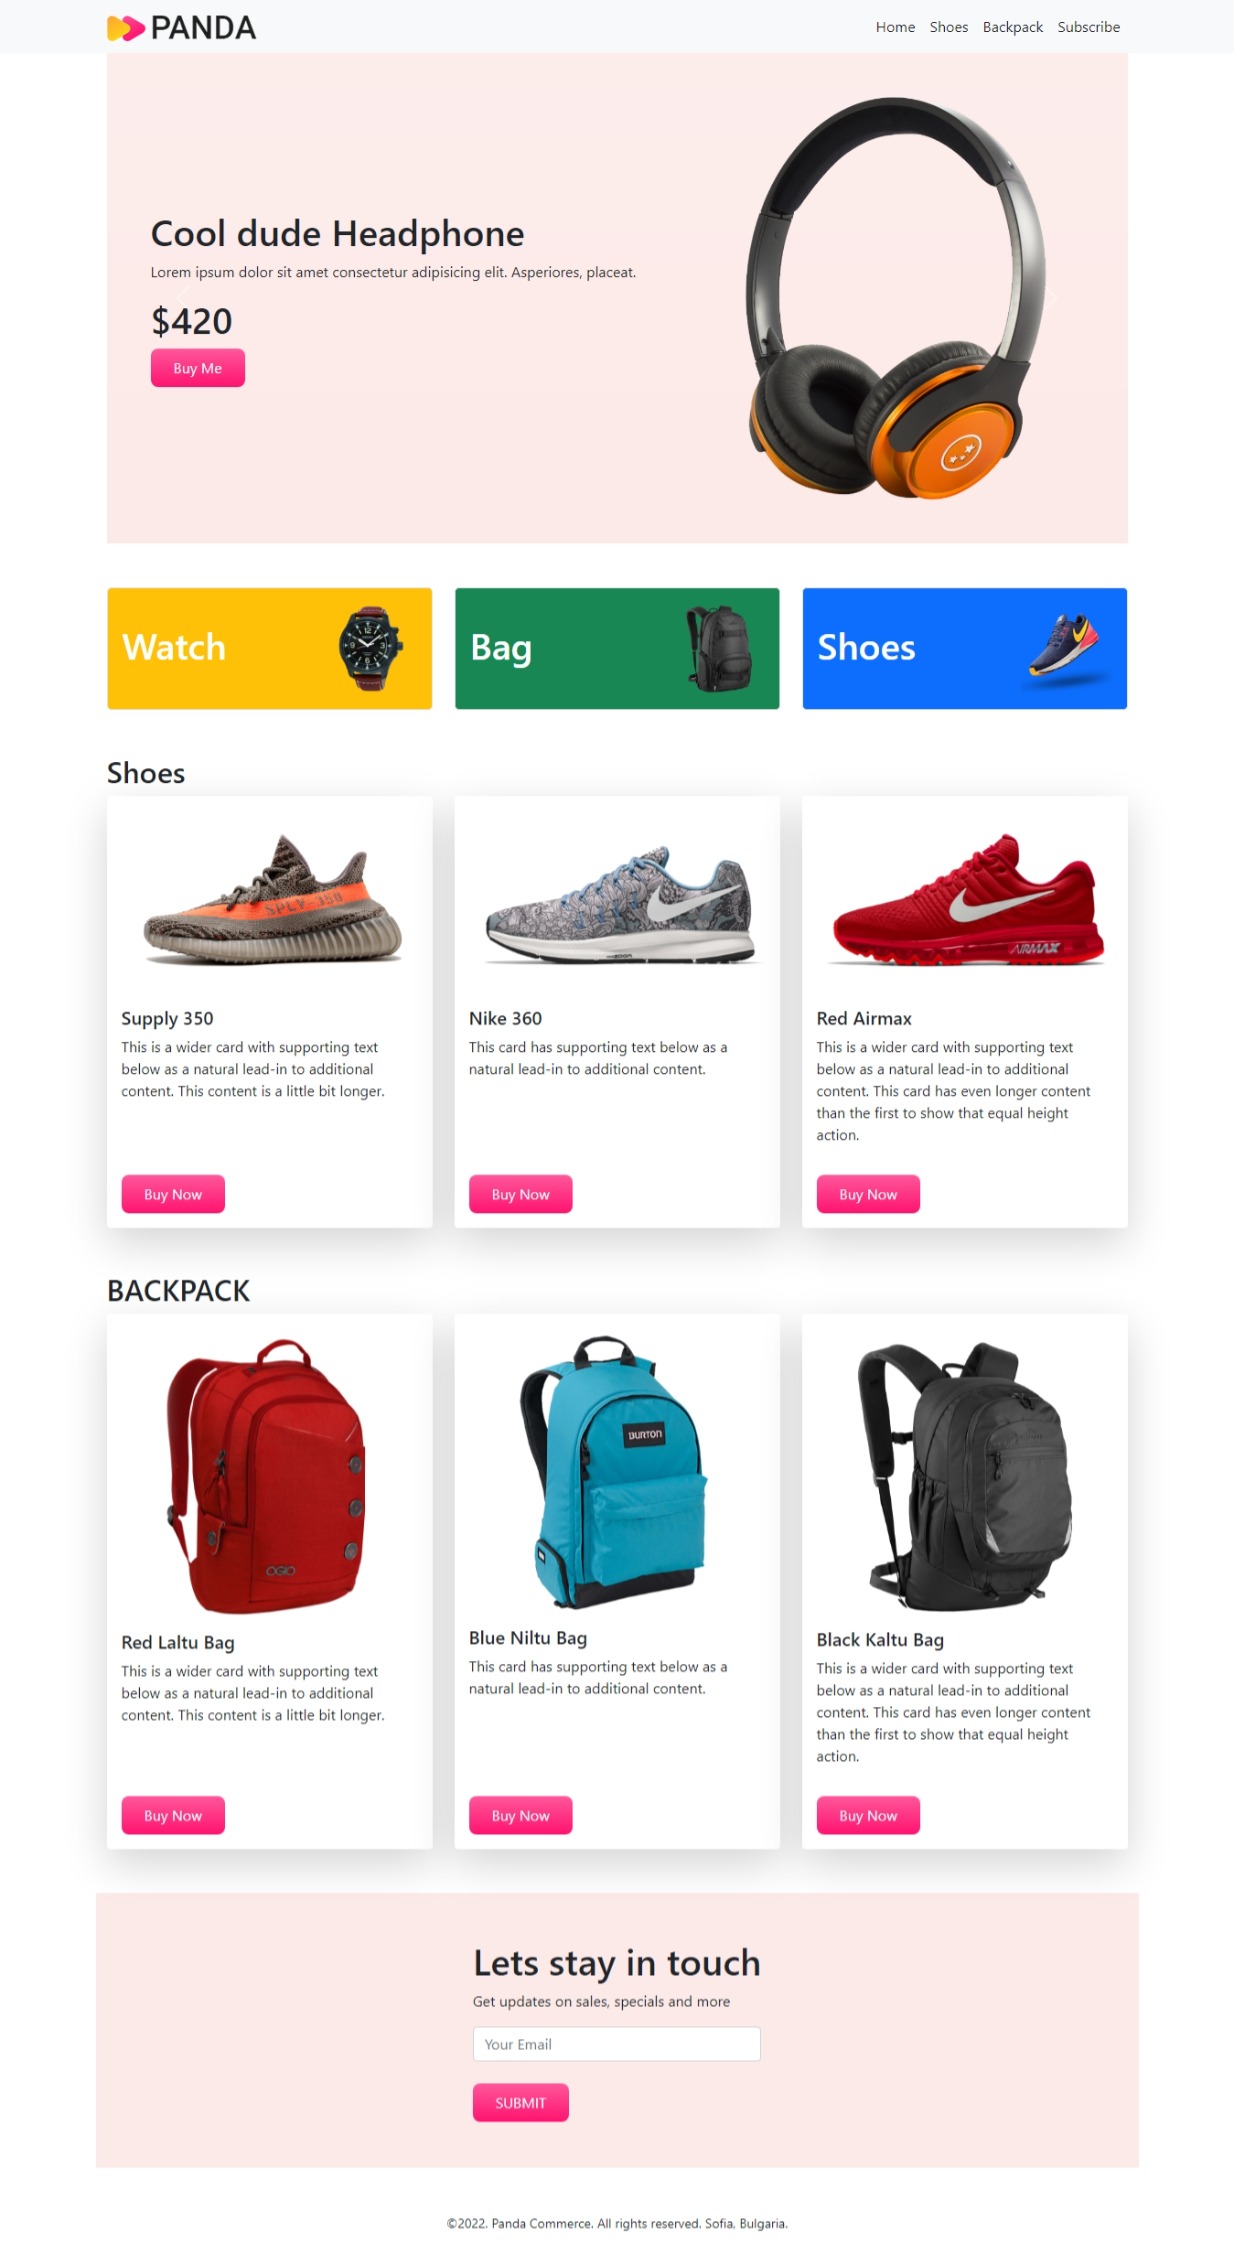 PANDA
Home Shoes Backpack Subscribe
Cool dude Headphone
Lorem ipsum dolor sit amet consectetur adipisicing elit. Asperiores, placeat.
$420
Buy Me
Watch
Bag
Shoes
Shoes
SPLY 350
ZOOM
AIRMAX
Supply 350
This is a wider card with supporting text
below as a natural lead-in to additional
content. This content is a little bit longer.
Buy Now
Nike 360
This card has supporting text below as a
natural lead-in to additional content.
Buy Now
Red Airmax
This is a wider card with supporting text
below as a natural lead-in to additional
content. This card has even longer content
than the first to show that equal height
action.
Buy Now
BACKPACK
OGIO
BURTON
Red Laltu Bag
This is a wider card with supporting text
below as a natural lead-in to additional
content. This content is a little bit longer.
Buy Now
Blue Niltu Bag
This card has supporting text below as a
natural lead-in to additional content.
Buy Now
Black Kaltu Bag
This is a wider card with supporting text
below as a natural lead-in to additional
content. This card has even longer content
than the first to show that equal height
action.
Buy Now
Lets stay in touch
Get updates on sales, specials and more
Your Email
SUBMIT
©2022. Panda Commerce. All rights reserved. Sofia, Bulgaria.